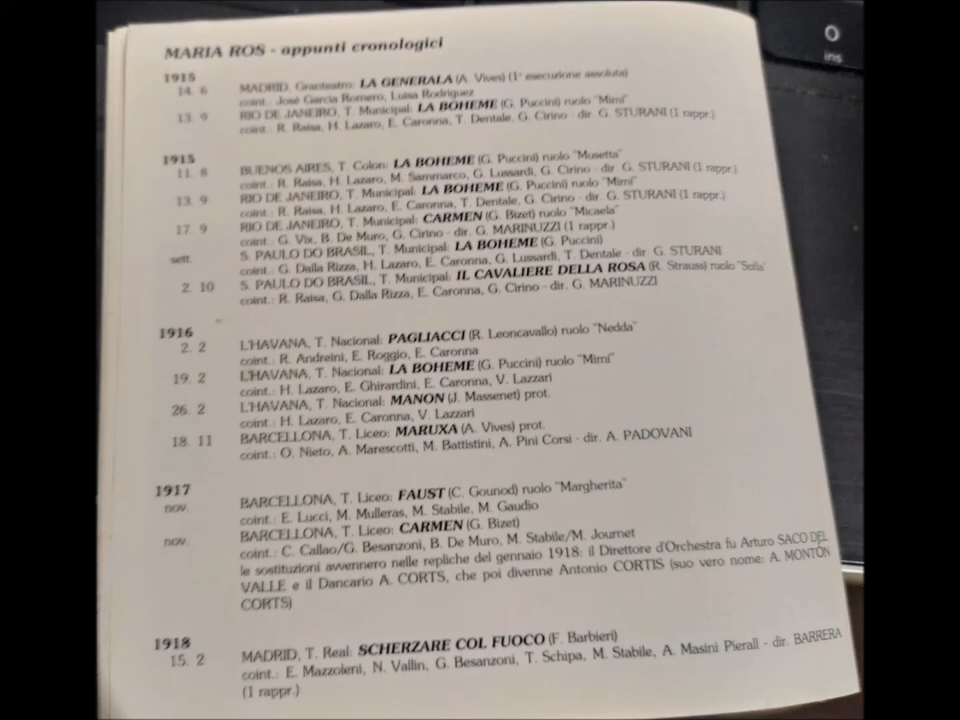 MARIA ROS - appunti cronologici
1915
14. 6 MADRID, Granteatro: LA GENERALA (A. Vives) (1ª esecuzione assoluta)
coint.: José Garcia Romero, Luisa Rodriguez
13. 9 RIO DE JANEIRO, T. Municipal: LA BOHEME (G. Puccini) ruolo "Mimì"
coint.: R. Raisa, H. Lazaro, E. Caronna, T. Dentale, G. Cirino - dir. G. STURANI (1 rappr.)
1915
11. 8 BUENOS AIRES, T. Colon: LA BOHEME (G. Puccini) ruolo "Musetta"
coint.: R. Raisa, H. Lazaro, M. Sammarco, G. Lussardi, G. Cirino - dir. G. STURANI (1 rappr.)
13. 9 RIO DE JANEIRO, T. Municipal: LA BOHEME (G. Puccini) ruolo "Mimì"
coint.: R. Raisa, H. Lazaro, E. Caronna, T. Dentale, G. Cirino - dir. G. STURANI (1 rappr.)
17. 9 RIO DE JANEIRO, T. Municipal: CARMEN (G. Bizet) ruolo "Micaela"
coint.: G. Vix, B. De Muro, G. Cirino - dir. G. MARINUZZI (1 rappr.)
sett. S. PAULO DO BRASIL, T. Municipal: LA BOHEME (G. Puccini)
coint.: G. Dalla Rizza, H. Lazaro, E. Caronna, G. Lussardi, T. Dentale - dir. G. STURANI
2. 10 S. PAULO DO BRASIL, T. Municipal: IL CAVALIERE DELLA ROSA (R. Strauss) ruolo "Sofia"
coint.: R. Raisa, G. Dalla Rizza, E. Caronna, G. Cirino - dir. G. MARINUZZI
1916
2. 2 L'HAVANA, T. Nacional: PAGLIACCI (R. Leoncavallo) ruolo "Nedda"
coint.: R. Andreini, E. Roggio, E. Caronna
19. 2 L'HAVANA, T. Nacional: LA BOHEME (G. Puccini) ruolo "Mimì"
coint.: H. Lazaro, E. Ghirardini, E. Caronna, V. Lazzari
26. 2 L'HAVANA, T. Nacional: MANON (J. Massenet) prot.
coint.: H. Lazaro, E. Caronna, V. Lazzari
18. 11 BARCELLONA, T. Liceo: MARUXA (A. Vives) prot.
coint.: O. Nieto, A. Marescotti, M. Battistini, A. Pini Corsi - dir. A. PADOVANI
1917
nov. BARCELLONA, T. Liceo: FAUST (C. Gounod) ruolo "Margherita"
coint.: E. Lucci, M. Mulleras, M. Stabile, M. Gaudio
nov. BARCELLONA, T. Liceo: CARMEN (G. Bizet)
coint.: C. Callao/G. Besanzoni, B. De Muro, M. Stabile/M. Journet
le sostituzioni avvennero nelle repliche del gennaio 1918: il Direttore d'Orchestra fu Arturo SACO DEL
VALLE e il Dancario A. CORTS, che poi divenne Antonio CORTIS (suo vero nome: A. MONTÒN
CORTS)
1918
15. 2 MADRID, T. Real: SCHERZARE COL FUOCO (F. Barbieri)
coint.: E. Mazzoleni, N. Vallin, G. Besanzoni, T. Schipa, M. Stabile, A. Masini Pierall - dir. BARRERA
(1 rappr.)
O
ins